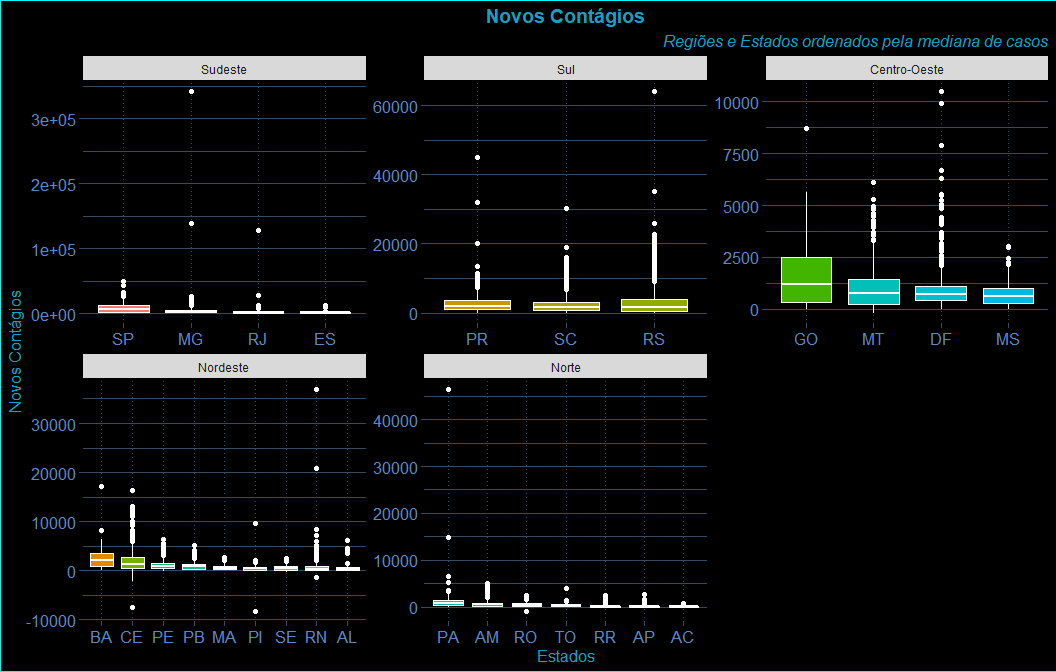 Novos Contágios
Regiões e Estados ordenados pela mediana de casos
Novos Contágios
Sudeste
3e+05
2e+05
1e+05
0e+00
SP MG RJ ES
Sul
60000
40000
20000
0
PR SC RS
Centro-Oeste
10000
7500
5000
2500
0
GO MT DF MS
Nordeste
30000
20000
10000
0
-10000
BA CE PE PB MA PI SE RN AL
Norte
40000
30000
20000
10000
0
PA AM RO TO RR AP AC
Estados